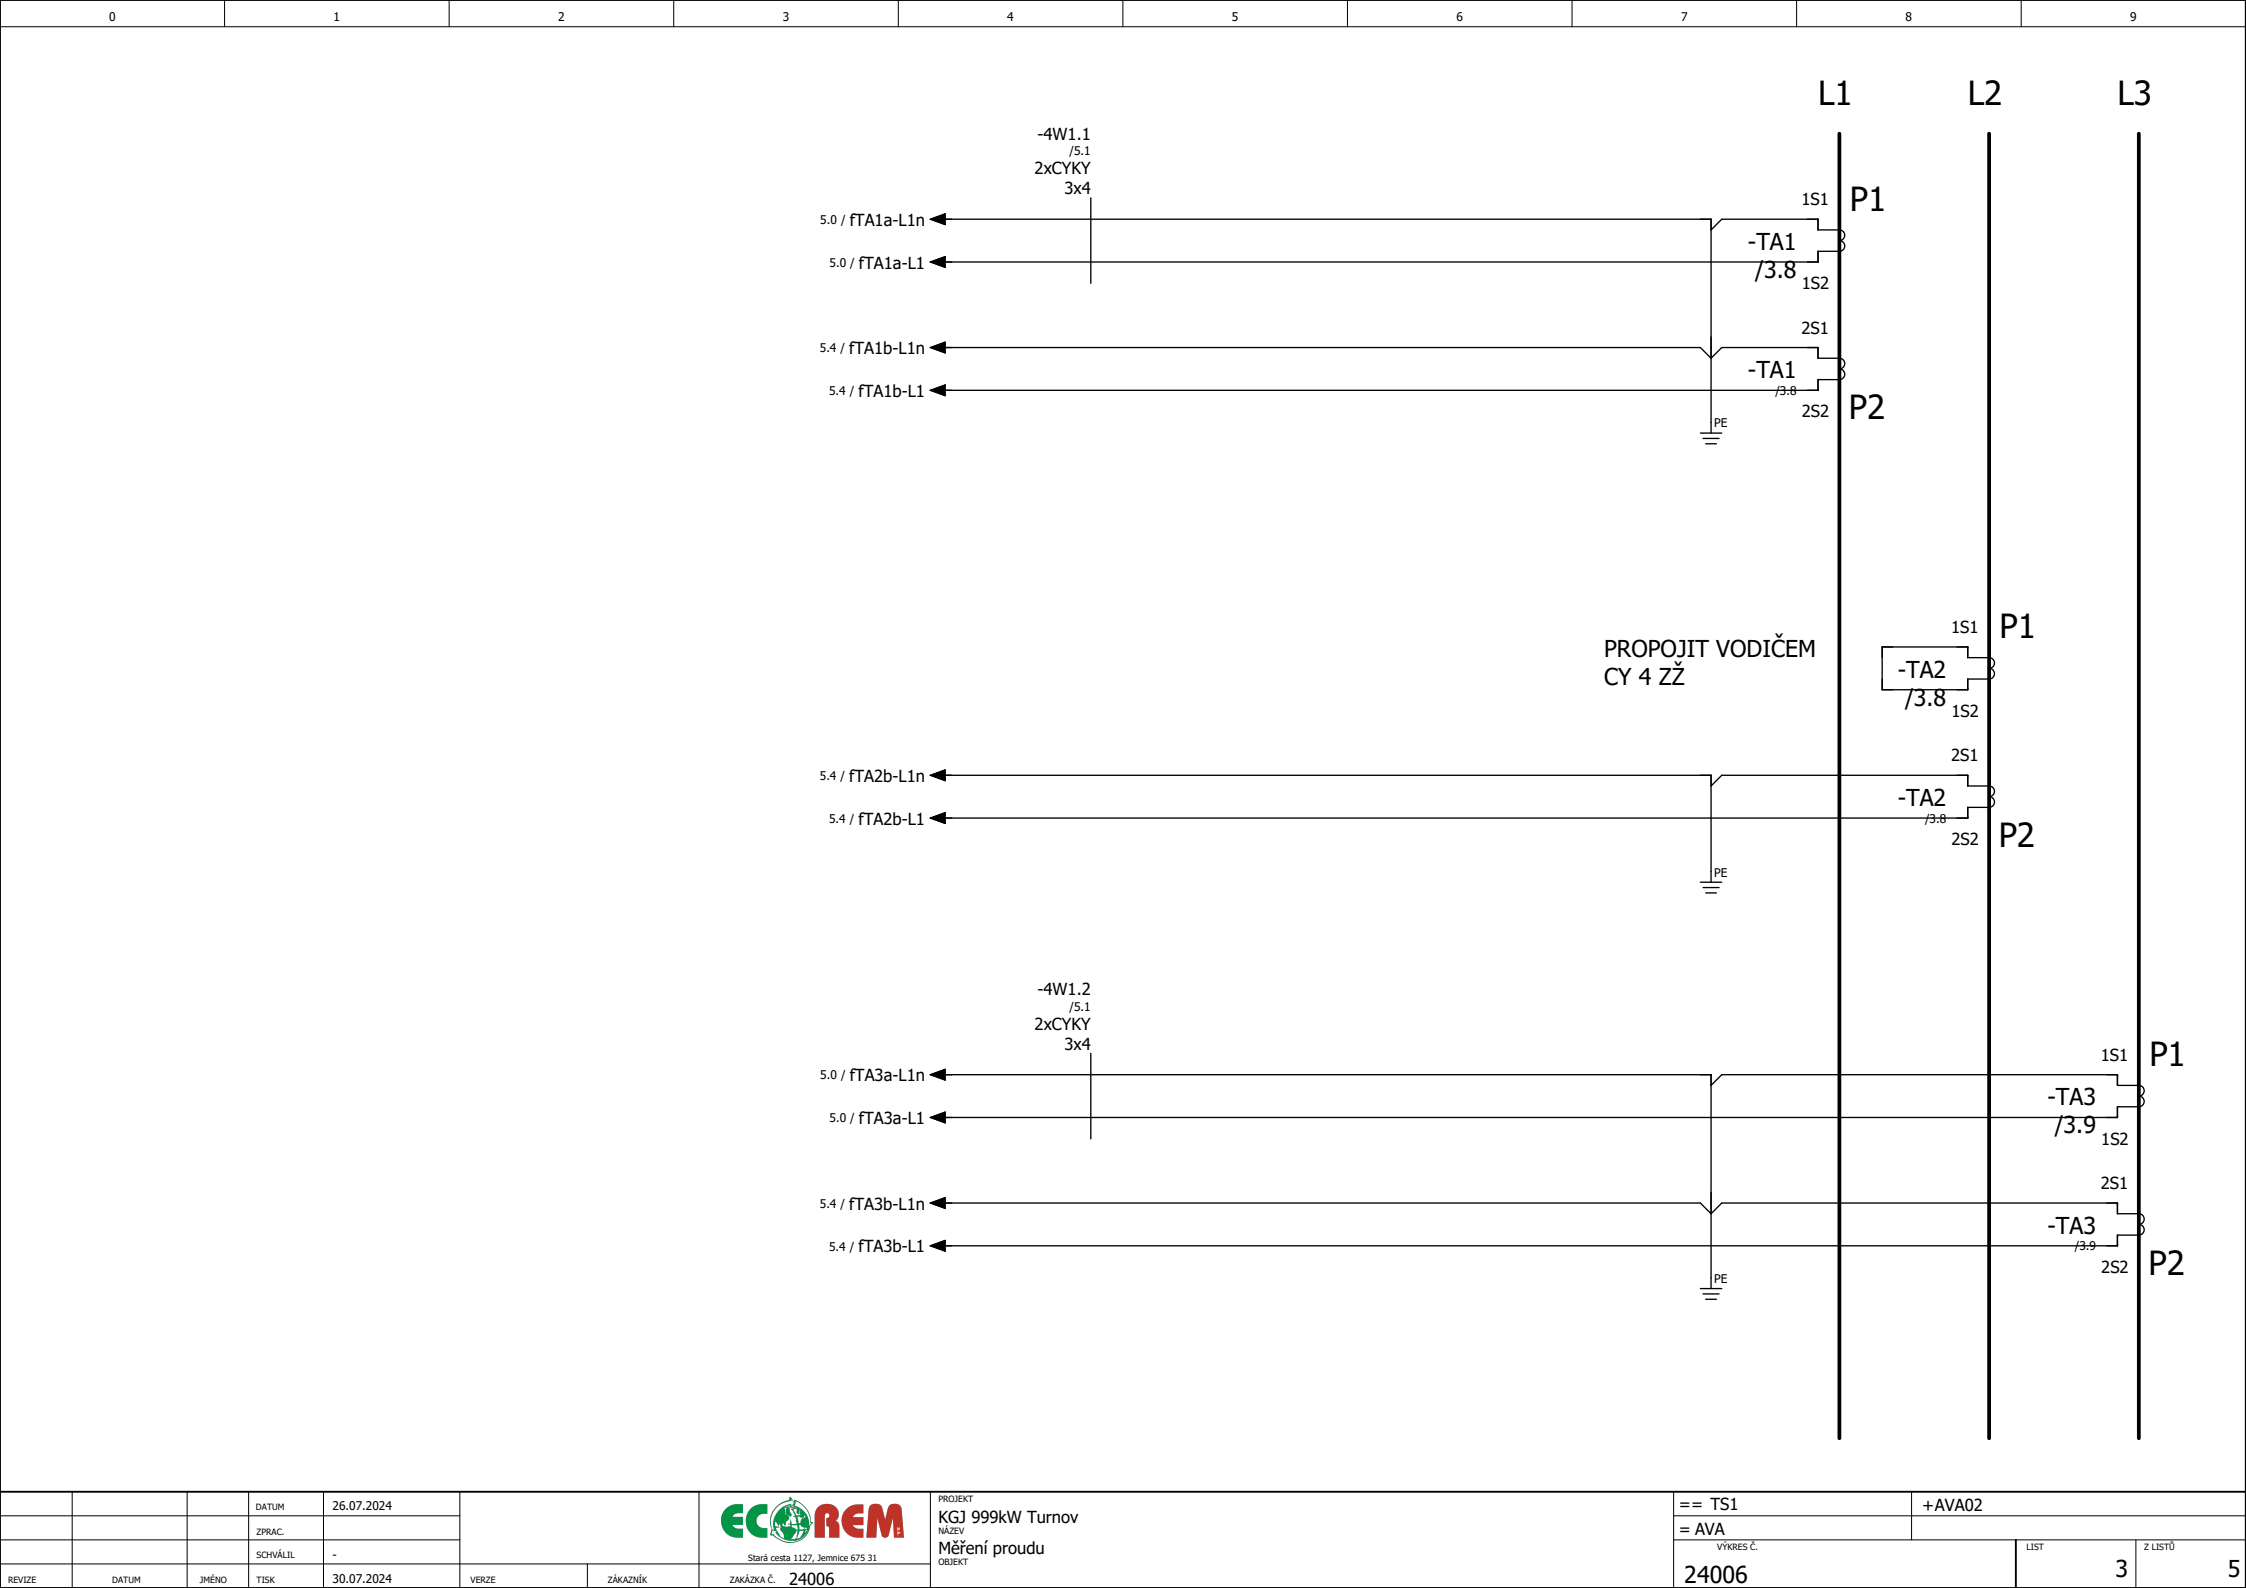 0 1 2 3 4 5 6 7 8 9
L1 L2 L3
-4W1.1
/5.1
2xCYKY
3x4
1S1 P1
5.0 / fTA1a-L1n
-TA1
5.0 / fTA1a-L1
/3.8
1S2
2S1
5.4 / fTA1b-L1n
-TA1
5.4 / fTA1b-L1
/3.8
2S2 P2
PE
1S1 P1
PROPOJIT VODIČEM
CY 4 ZŽ
-TA2
/3.8
1S2
2S1
5.4 / fTA2b-L1n
-TA2
5.4 / fTA2b-L1
/3.8
2S2 P2
PE
-4W1.2
/5.1
2xCYKY
3x4
1S1 P1
5.0 / fTA3a-L1n
-TA3
5.0 / fTA3a-L1
/3.9
1S2
2S1
5.4 / fTA3b-L1n
-TA3
5.4 / fTA3b-L1
/3.9
2S2 P2
PE
DATUM 26.07.2024
ZPRAC.
SCHVÁLIL -
REVIZE DATUM JMÉNO TISK 30.07.2024 VERZE ZÁKAZNÍK
ECOREM
Stará cesta 1127, Jemnice 675 31
ZAKÁZKA Č. 24006
PROJEKT
KGJ 999kW Turnov
NÁZEV
Měření proudu
OBJEKT
== TS1 +AVA02
= AVA
VÝKRES Č. LIST Z LISTŮ
24006 3 5